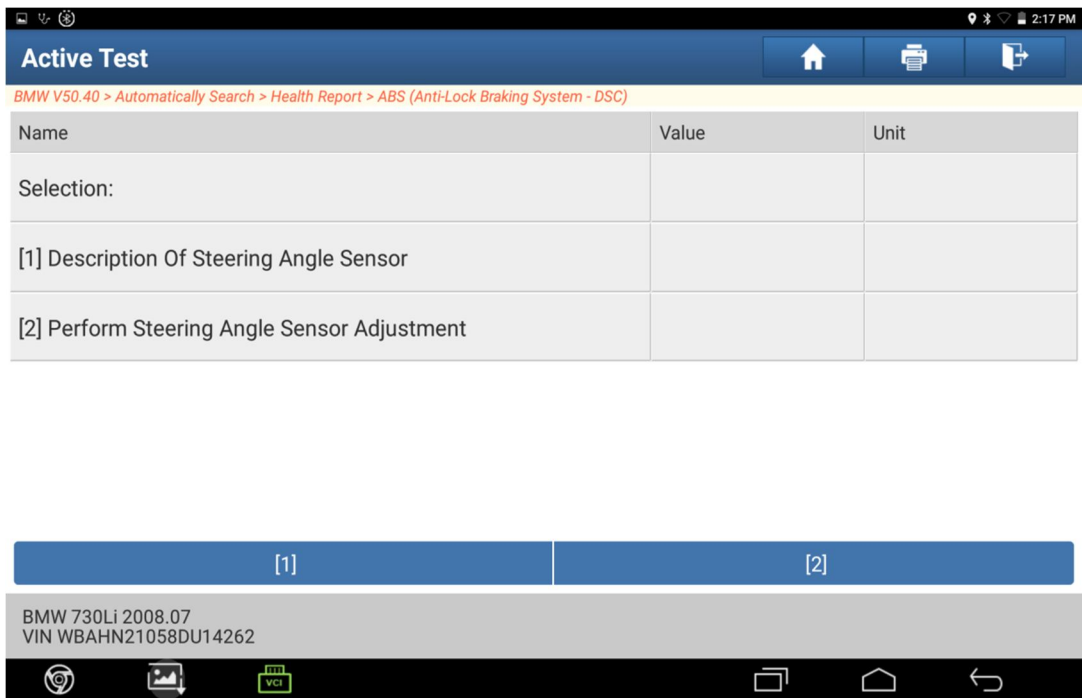 2:17 PM
Active Test
BMW V50.40 > Automatically Search > Health Report > ABS (Anti-Lock Braking System - DSC)
Name Value Unit
Selection:
[1] Description Of Steering Angle Sensor
[2] Perform Steering Angle Sensor Adjustment
[1] [2]
BMW 730Li 2008.07
VIN WBAHN21058DU14262
VCI